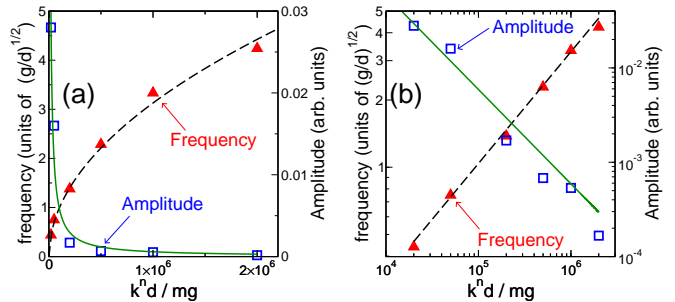 5
4
3
2
1
0
frequency (units of (g/d)^{1/2})
(a)
Amplitude
Frequency
Amplitude
0.03
0.02
0.01
0
Amplitude (arb. units)
0 1×10^6 2×10^6
k^n d / mg
5
4
3
2
1
frequency (units of (g/d)^{1/2})
(b)
Amplitude
Frequency
10^{-2}
10^{-3}
10^{-4}
Amplitude (arb. units)
10^4 10^5 10^6
k^n d / mg